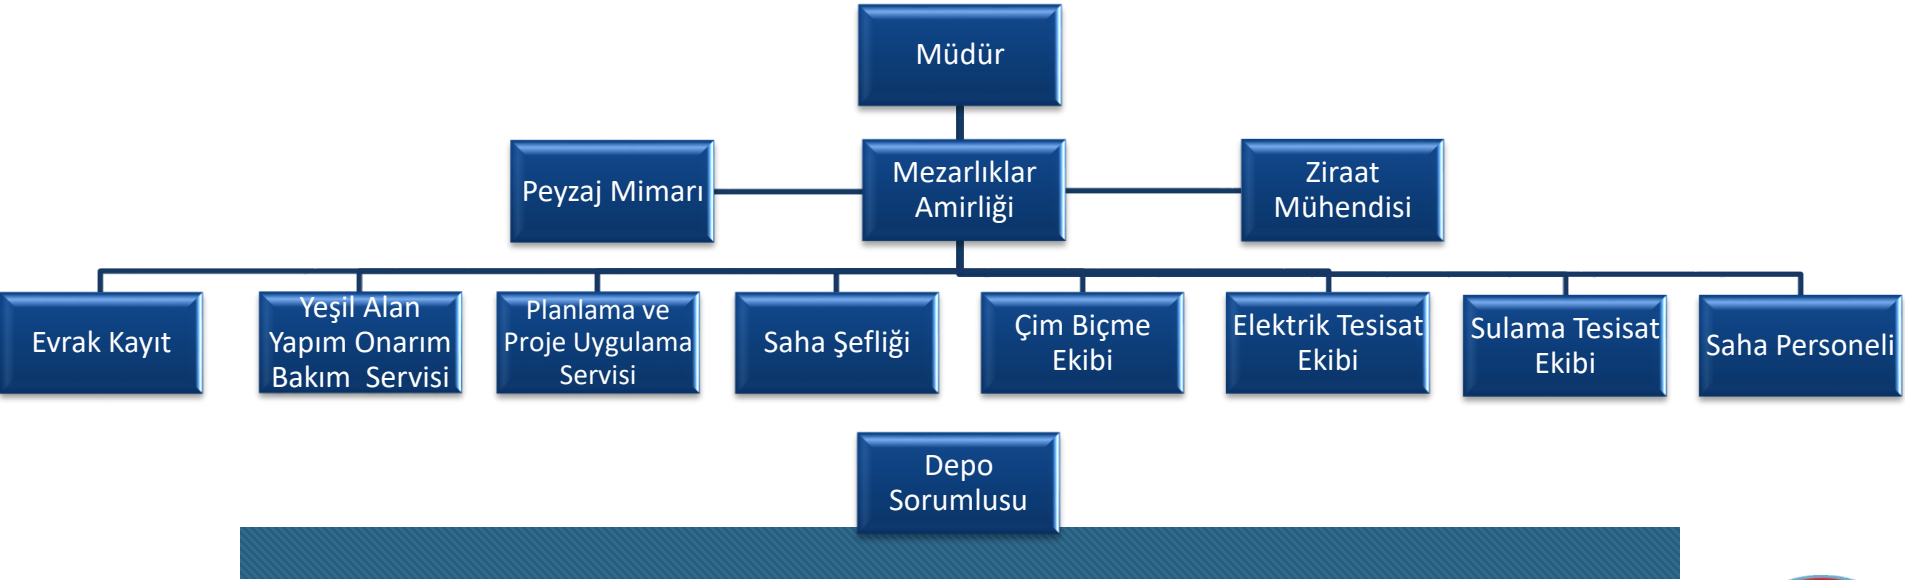 Müdür
Peyzaj Mimarı
Mezarlıklar
Amirliği
Ziraat
Mühendisi
Evrak Kayıt
Yeşil Alan
Yapım Onarım
Bakım  Servisi
Planlama ve
Proje Uygulama
Servisi
Saha Şefliği
Çim Biçme
Ekibi
Elektrik Tesisat
Ekibi
Sulama Tesisat
Ekibi
Saha Personeli
Depo
Sorumlusu